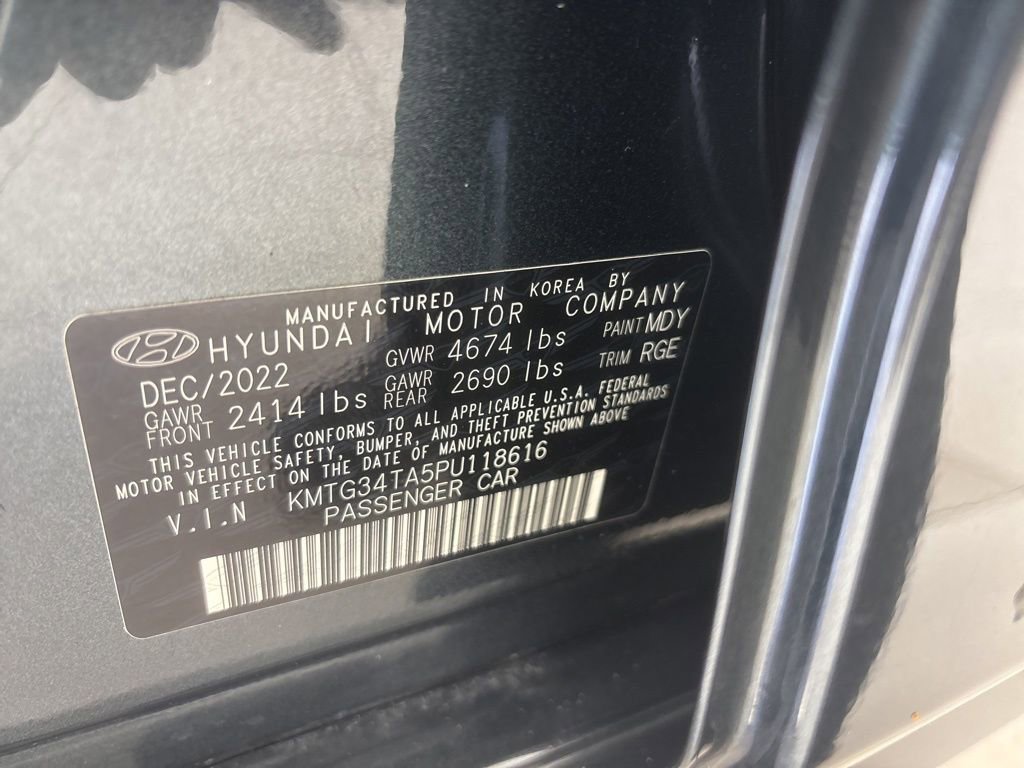 MANUFACTURED IN KOREA BY
HYUNDAI MOTOR COMPANY
DEC/2022 GVWR 4674 lbs PAINT MDY
GAWR FRONT 2414 lbs GAWR REAR 2690 lbs TRIM RGE
THIS VEHICLE CONFORMS TO ALL APPLICABLE U.S.A. FEDERAL
MOTOR VEHICLE SAFETY, BUMPER, AND THEFT PREVENTION STANDARDS
IN EFFECT ON THE DATE OF MANUFACTURE SHOWN ABOVE
V.I.N KMTG34TA5PU118616
PASSENGER CAR